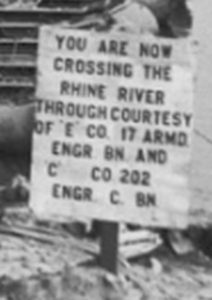 YOU ARE NOW
CROSSING THE
RHINE RIVER
THROUGH COURTESY
OF "E" CO. 17 ARMD.
ENGR. BN. AND
"C" CO. 202
ENGR. C. BN.